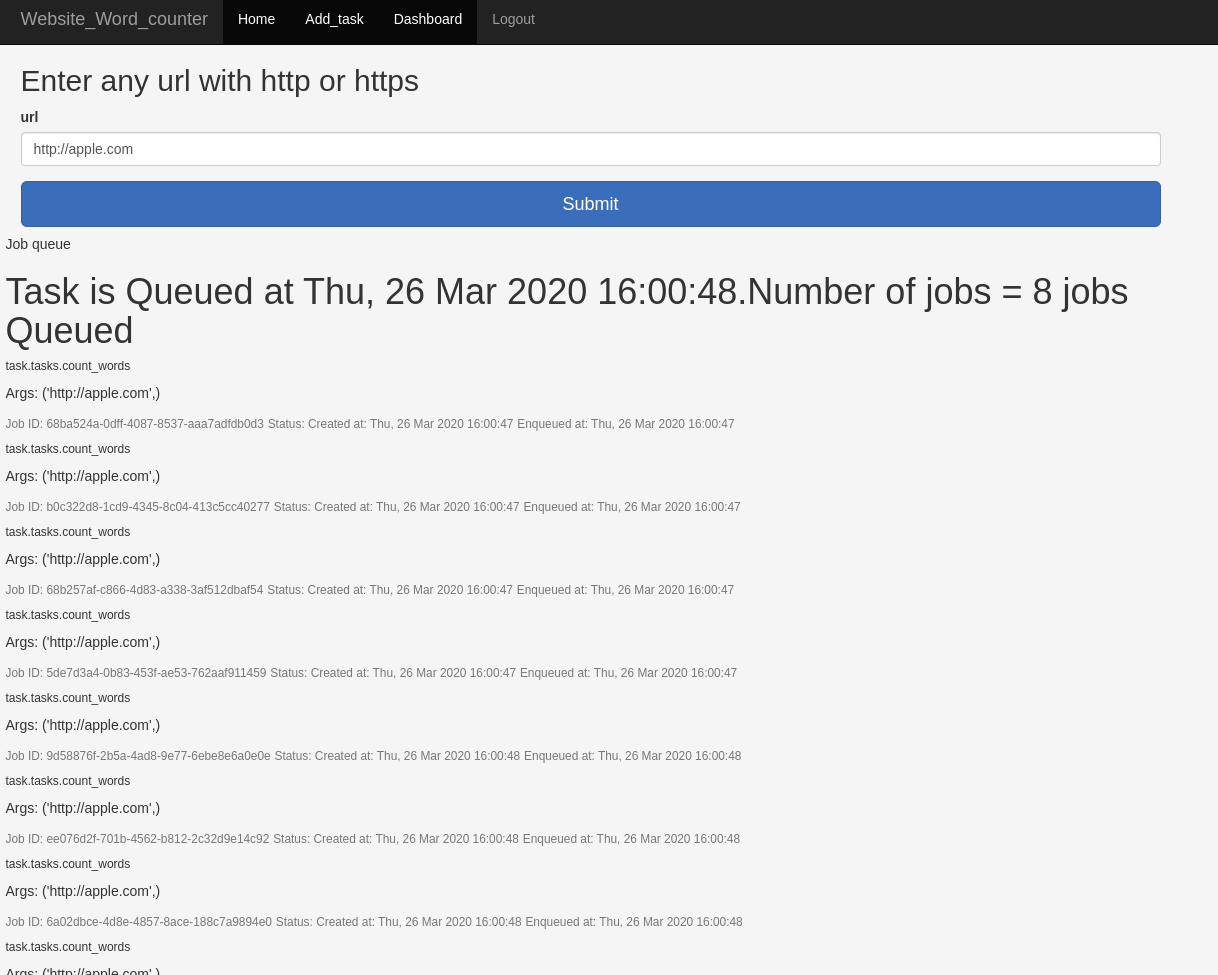 Website_Word_counter Home Add_task Dashboard Logout
Enter any url with http or https
url
http://apple.com
Submit
Job queue
Task is Queued at Thu, 26 Mar 2020 16:00:48.Number of jobs = 8 jobs
Queued
task.tasks.count_words
Args: ('http://apple.com',)
Job ID: 68ba524a-0dff-4087-8537-aaa7adfdb0d3 Status: Created at: Thu, 26 Mar 2020 16:00:47 Enqueued at: Thu, 26 Mar 2020 16:00:47
task.tasks.count_words
Args: ('http://apple.com',)
Job ID: b0c322d8-1cd9-4345-8c04-413c5cc40277 Status: Created at: Thu, 26 Mar 2020 16:00:47 Enqueued at: Thu, 26 Mar 2020 16:00:47
task.tasks.count_words
Args: ('http://apple.com',)
Job ID: 68b257af-c866-4d83-a338-3af512dbaf54 Status: Created at: Thu, 26 Mar 2020 16:00:47 Enqueued at: Thu, 26 Mar 2020 16:00:47
task.tasks.count_words
Args: ('http://apple.com',)
Job ID: 5de7d3a4-0b83-453f-ae53-762aaf911459 Status: Created at: Thu, 26 Mar 2020 16:00:47 Enqueued at: Thu, 26 Mar 2020 16:00:47
task.tasks.count_words
Args: ('http://apple.com',)
Job ID: 9d58876f-2b5a-4ad8-9e77-6ebe8e6a0e0e Status: Created at: Thu, 26 Mar 2020 16:00:48 Enqueued at: Thu, 26 Mar 2020 16:00:48
task.tasks.count_words
Args: ('http://apple.com',)
Job ID: ee076d2f-701b-4562-b812-2c32d9e14c92 Status: Created at: Thu, 26 Mar 2020 16:00:48 Enqueued at: Thu, 26 Mar 2020 16:00:48
task.tasks.count_words
Args: ('http://apple.com',)
Job ID: 6a02dbce-4d8e-4857-8ace-188c7a9894e0 Status: Created at: Thu, 26 Mar 2020 16:00:48 Enqueued at: Thu, 26 Mar 2020 16:00:48
task.tasks.count_words
Args: ('http://apple.com',)